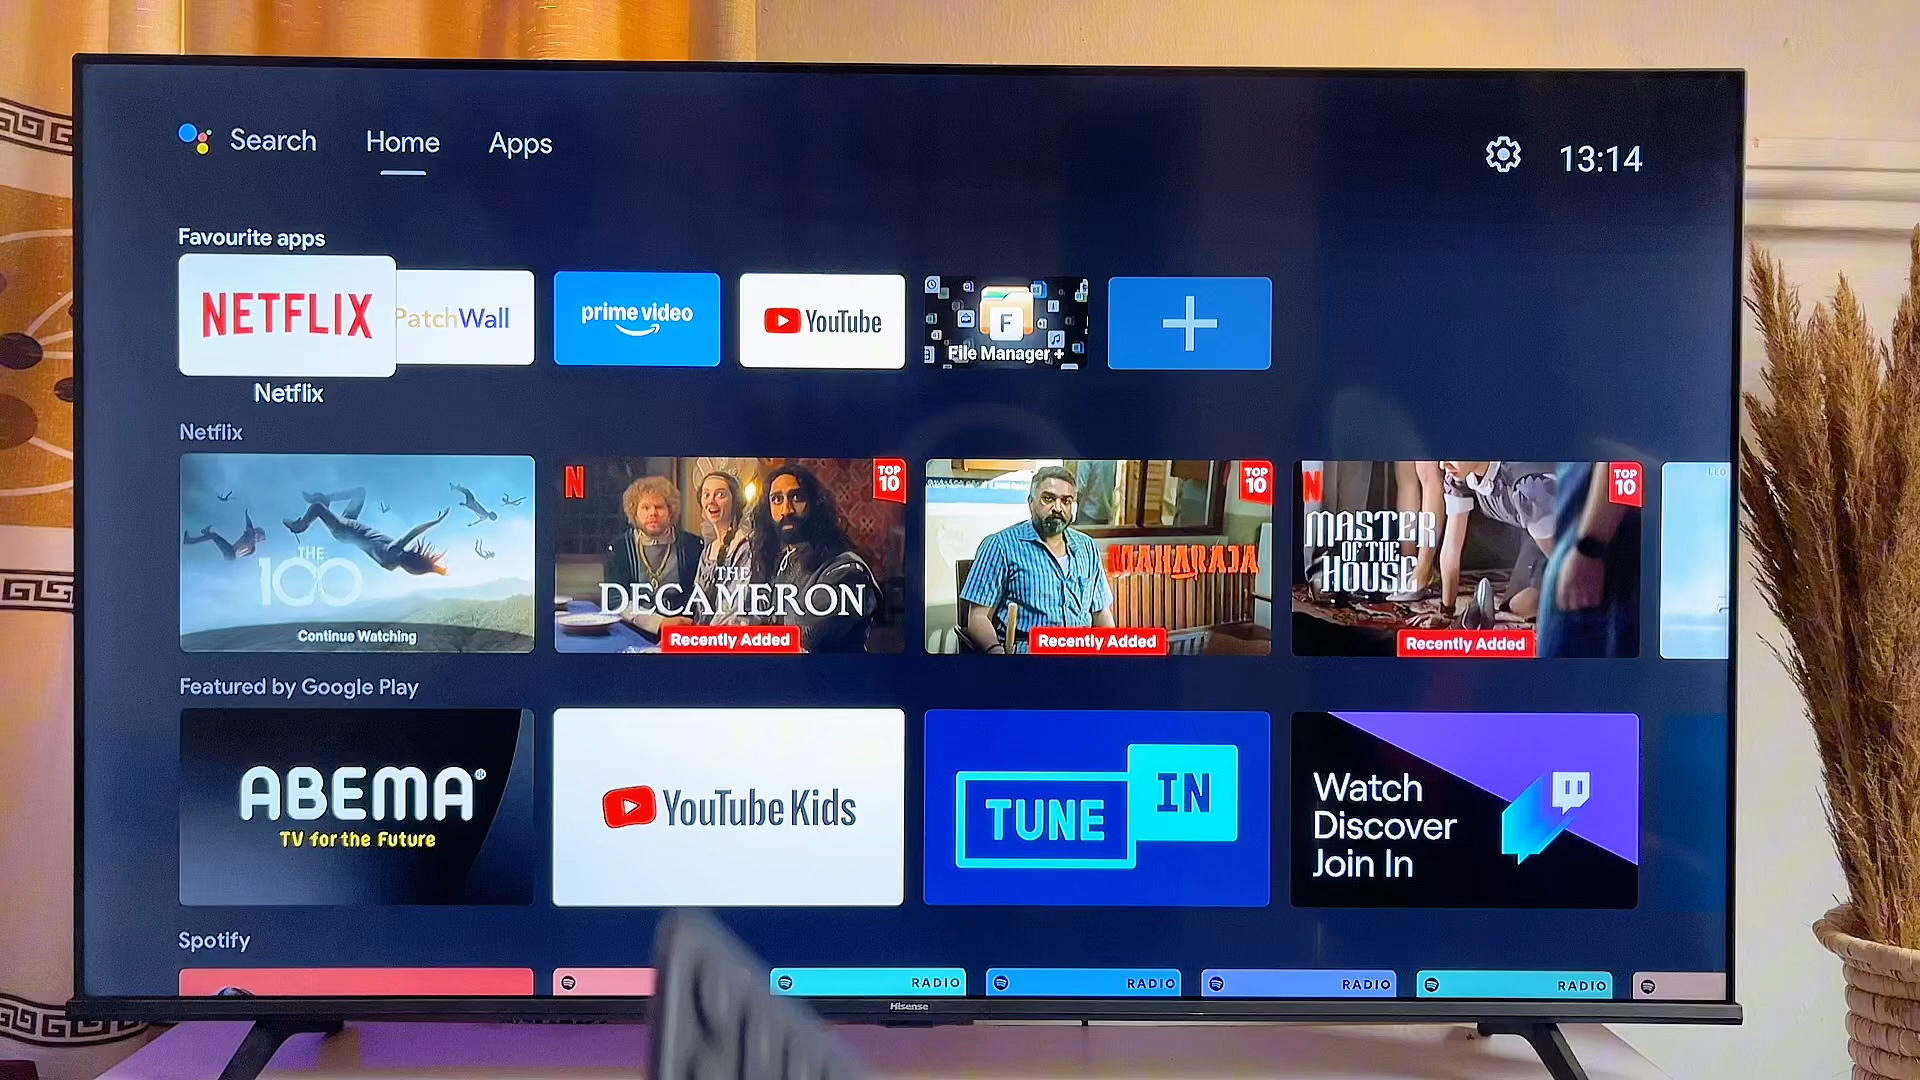 Search Home Apps
13:14
Favourite apps
NETFLIX
PatchWall
prime video
YouTube
F
File Manager +
Netflix
Netflix
THE
100
Continue Watching
N
TOP
10
THE
DECAMERON
Recently Added
TOP
10
MAHARAJA
Recently Added
N
TOP
10
MASTER
OF THE
HOUSE
Recently Added
Featured by Google Play
ABEMA
TV for the Future
YouTube Kids
TUNE IN
Watch
Discover
Join In
Spotify
RADIO
RADIO
RADIO
RADIO
Hisense